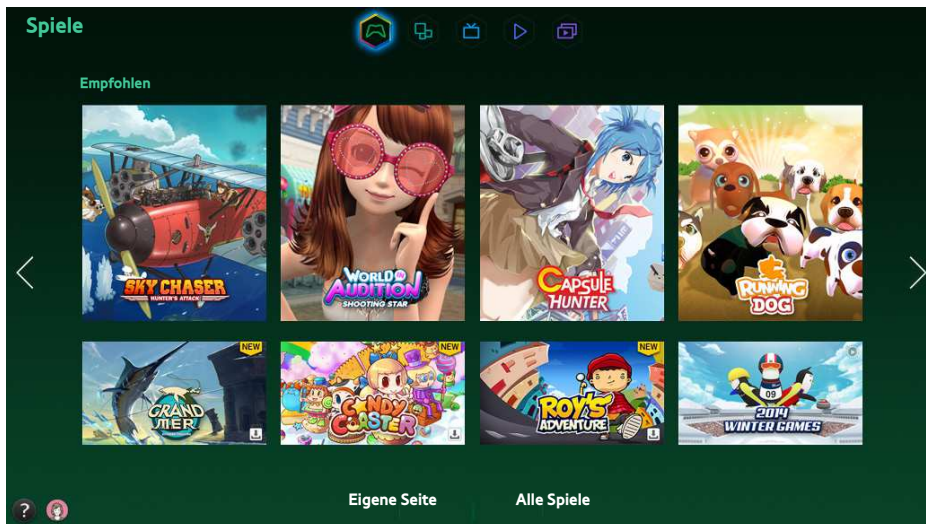 Spiele
Empfohlen
SKY CHASER
HUNTER'S ATTACK
WORLD IN
AUDITION
SHOOTING STAR
CAPSULE
HUNTER
RUNNING
DOG
NEW
GRAND
MER
NEW
CANDY
COASTER
NEW
ROY'S
ADVENTURE
09
2014
WINTER GAMES
Eigene Seite
Alle Spiele
?